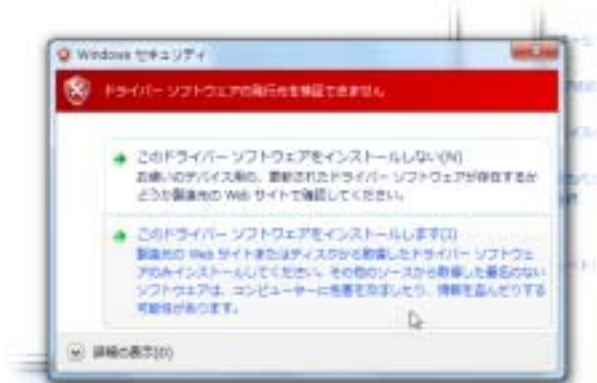 Windows セキュリティ
ドライバー ソフトウェアの発行元を検証できません
このドライバー ソフトウェアをインストールしない(N)
お使いのデバイス用の、更新されたドライバー ソフトウェアが存在するか
どうか製造元の Web サイトで確認してください。
このドライバー ソフトウェアをインストールします(I)
製造元の Web サイトまたはディスクから取得したドライバー ソフトウェ
アのみインストールしてください。その他のソースから取得した署名のない
ソフトウェアは、コンピューターに危害を及ぼしたり、情報を盗んだりする
可能性があります。
詳細の表示(D)